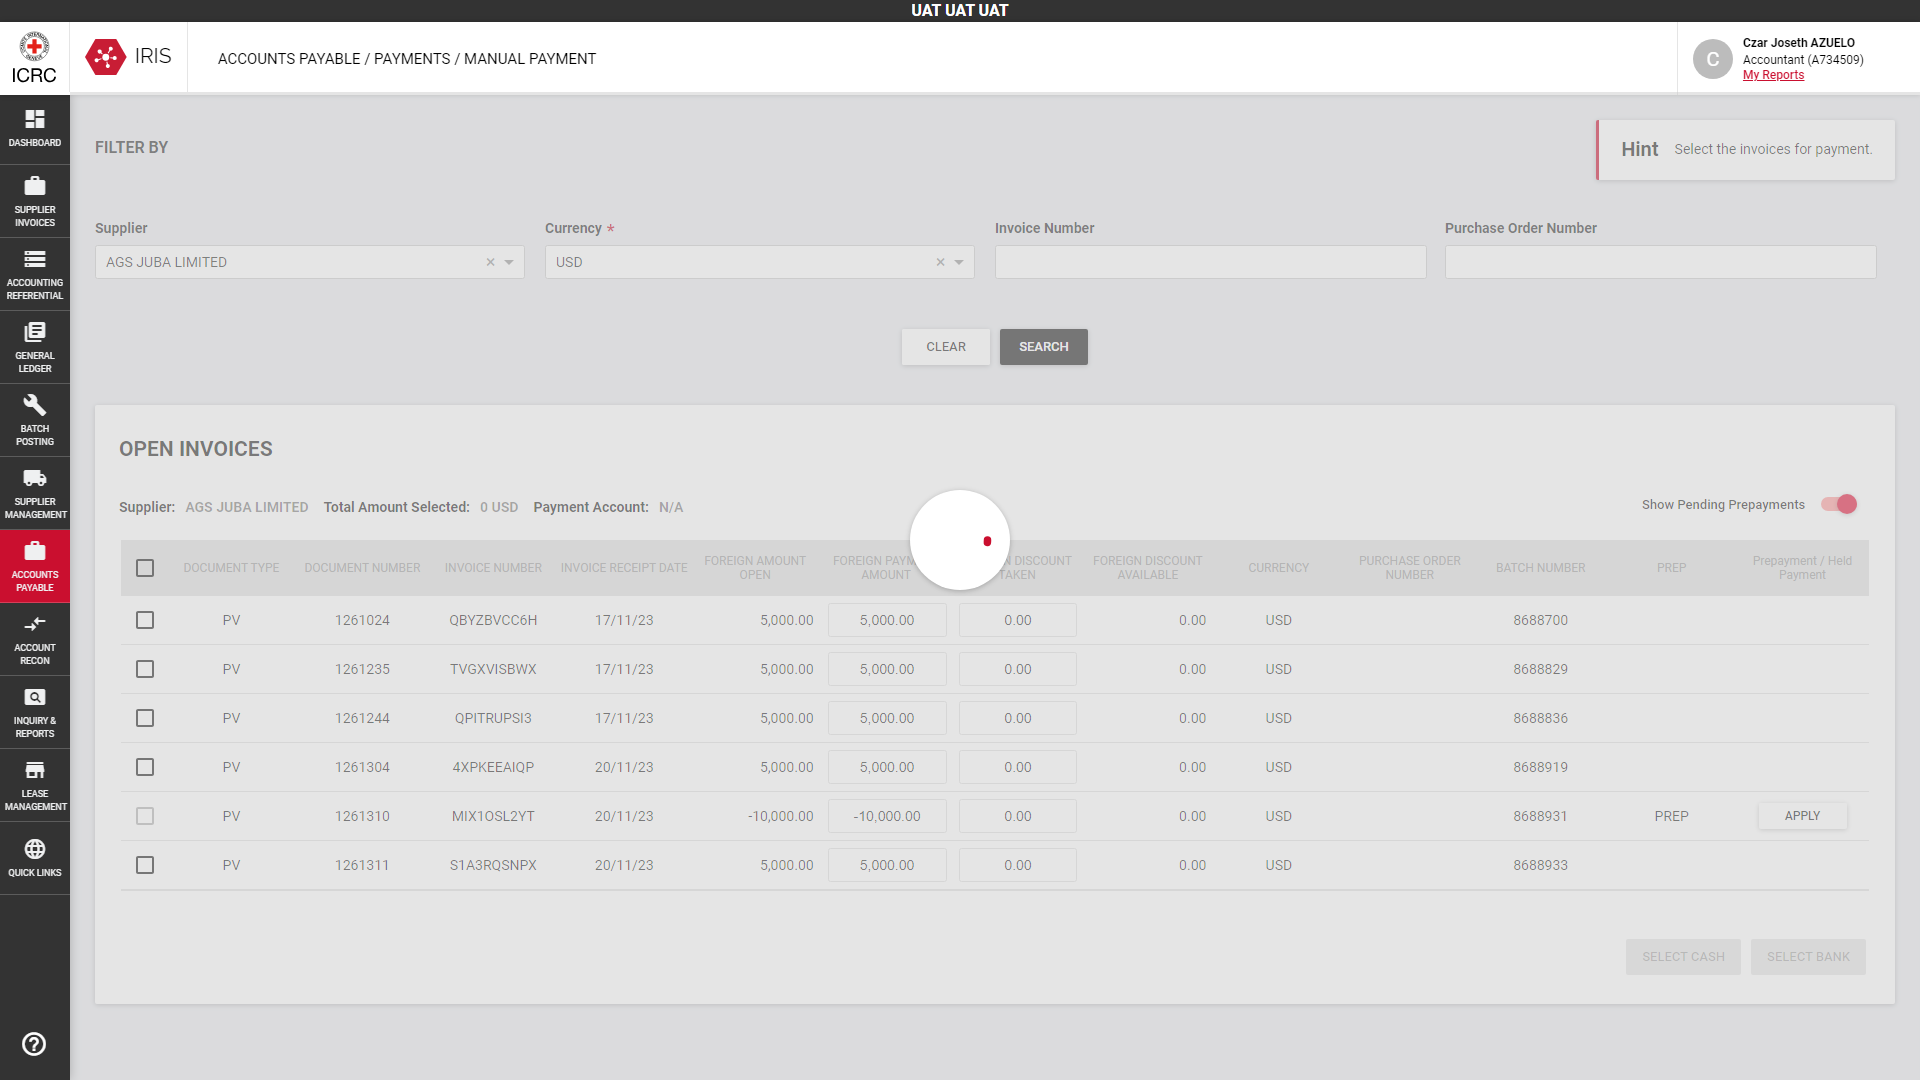 UAT UAT UAT
ICRC
IRIS
ACCOUNTS PAYABLE / PAYMENTS / MANUAL PAYMENT
C
Czar Joseth AZUELO
Accountant (A734509)
My Reports
DASHBOARD
SUPPLIER
INVOICES
ACCOUNTING
REFERENTIAL
GENERAL
LEDGER
BATCH
POSTING
SUPPLIER
MANAGEMENT
ACCOUNTS
PAYABLE
ACCOUNT
RECON
INQUIRY &
REPORTS
LEASE
MANAGEMENT
QUICK LINKS
FILTER BY
Hint Select the invoices for payment.
Supplier Currency * Invoice Number Purchase Order Number
AGS JUBA LIMITED × USD ×
CLEAR SEARCH
OPEN INVOICES
Supplier: AGS JUBA LIMITED Total Amount Selected: 0 USD Payment Account: N/A Show Pending Prepayments
DOCUMENT TYPE DOCUMENT NUMBER INVOICE NUMBER INVOICE RECEIPT DATE FOREIGN AMOUNT OPEN FOREIGN PAYM AMOUNT N DISCOUNT TAKEN FOREIGN DISCOUNT AVAILABLE CURRENCY PURCHASE ORDER NUMBER BATCH NUMBER PREP Prepayment / Held Payment
PV 1261024 QBYZBVCC6H 17/11/23 5,000.00 5,000.00 0.00 0.00 USD 8688700
PV 1261235 TVGXVISBWX 17/11/23 5,000.00 5,000.00 0.00 0.00 USD 8688829
PV 1261244 QPITRUPSI3 17/11/23 5,000.00 5,000.00 0.00 0.00 USD 8688836
PV 1261304 4XPKEEAIQP 20/11/23 5,000.00 5,000.00 0.00 0.00 USD 8688919
PV 1261310 MIX1OSL2YT 20/11/23 -10,000.00 -10,000.00 0.00 0.00 USD 8688931 PREP APPLY
PV 1261311 S1A3RQSNPX 20/11/23 5,000.00 5,000.00 0.00 0.00 USD 8688933
SELECT CASH SELECT BANK